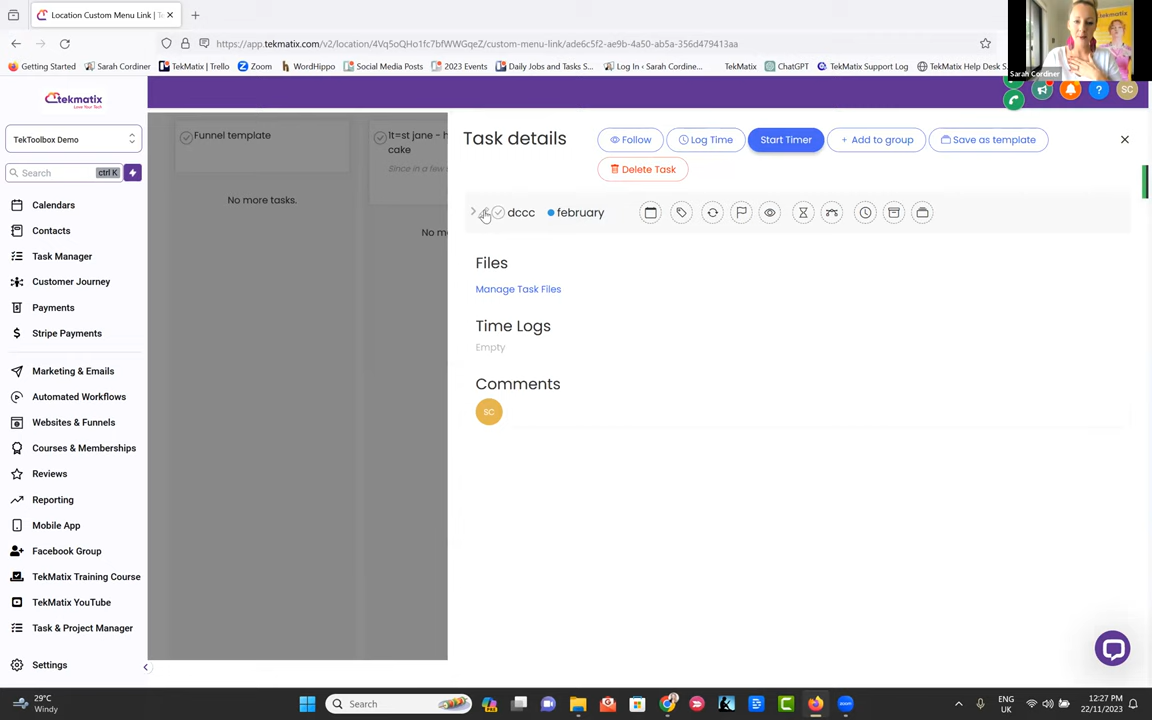 Location Custom Menu Link | T
https://app.tekmatix.com/v2/location/4Vq5oQHo1fc7bfWWGqeZ/custom-menu-link/ade6c5f2-ae9b-4a50-ab5a-356d479413aa
Getting Started
Sarah Cordiner
TekMatix | Trello
Zoom
WordHippo
Social Media Posts
2023 Events
Daily Jobs and Tasks S...
Log In ‹ Sarah Cordine...
TekMatix
ChatGPT
TekMatix Support Log
TekMatix Help Desk S...
Sarah Cordiner
tekmatix
Love Your Tech
SC
TekToolbox Demo
Search
ctrl K
Calendars
Contacts
Task Manager
Customer Journey
Payments
Stripe Payments
Marketing & Emails
Automated Workflows
Websites & Funnels
Courses & Memberships
Reviews
Reporting
Mobile App
Facebook Group
TekMatix Training Course
TekMatix YouTube
Task & Project Manager
Settings
Funnel template
No more tasks.
lt=st jane - h
cake
Since in a few s
No m
Task details
Follow
Log Time
Start Timer
+ Add to group
Save as template
Delete Task
dccc
february
Files
Manage Task Files
Time Logs
Empty
Comments
SC
29°C
Windy
Search
ENG
UK
12:27 PM
22/11/2023